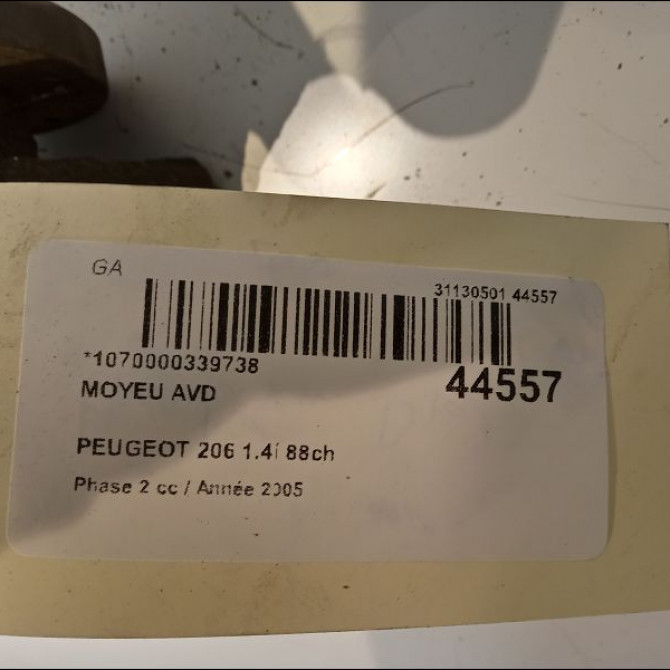 GA
31130501 44557
*1070000339738
44557
MOYEU AVD
PEUGEOT 206 1.4i 88ch
Phase 2 cc / Année 2005